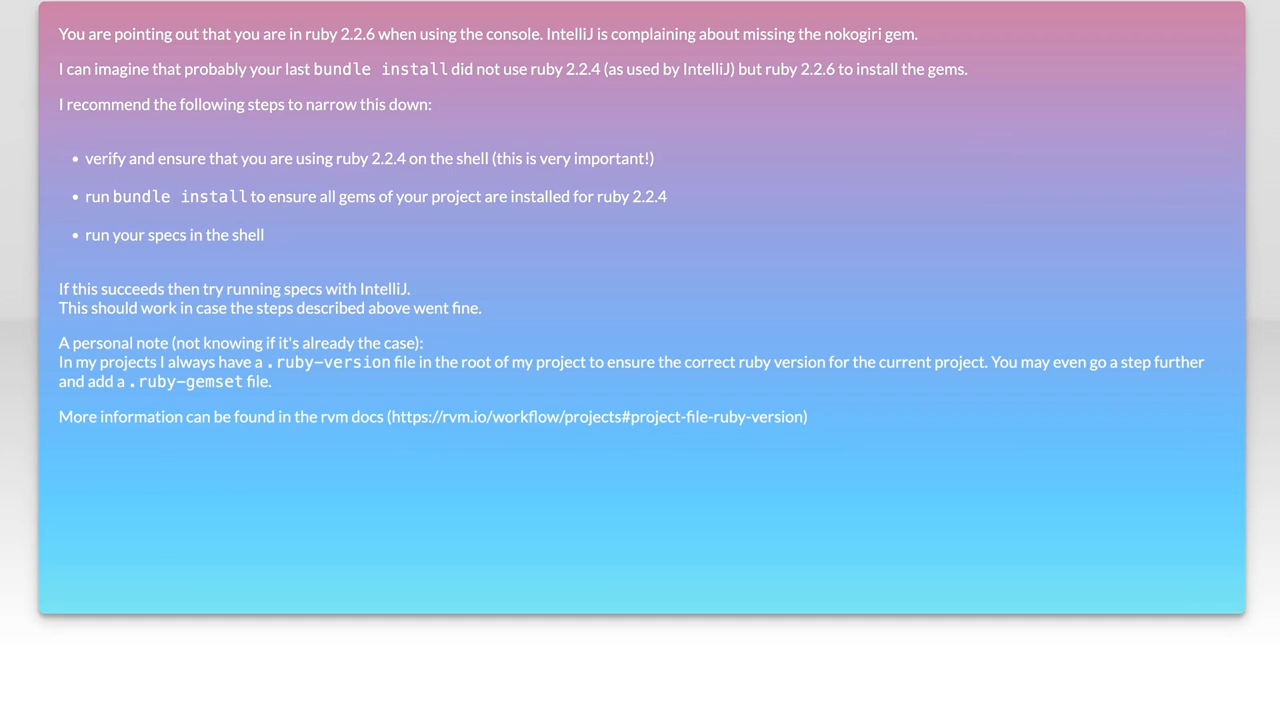 You are pointing out that you are in ruby 2.2.6 when using the console. IntelliJ is complaining about missing the nokogiri gem.
I can imagine that probably your last bundle install did not use ruby 2.2.4 (as used by IntelliJ) but ruby 2.2.6 to install the gems.
I recommend the following steps to narrow this down:
• verify and ensure that you are using ruby 2.2.4 on the shell (this is very important!)
• run bundle install to ensure all gems of your project are installed for ruby 2.2.4
• run your specs in the shell
If this succeeds then try running specs with IntelliJ.
This should work in case the steps described above went fine.
A personal note (not knowing if it's already the case):
In my projects I always have a .ruby-version file in the root of my project to ensure the correct ruby version for the current project. You may even go a step further
and add a .ruby-gemset file.
More information can be found in the rvm docs (https://rvm.io/workflow/projects#project-file-ruby-version)